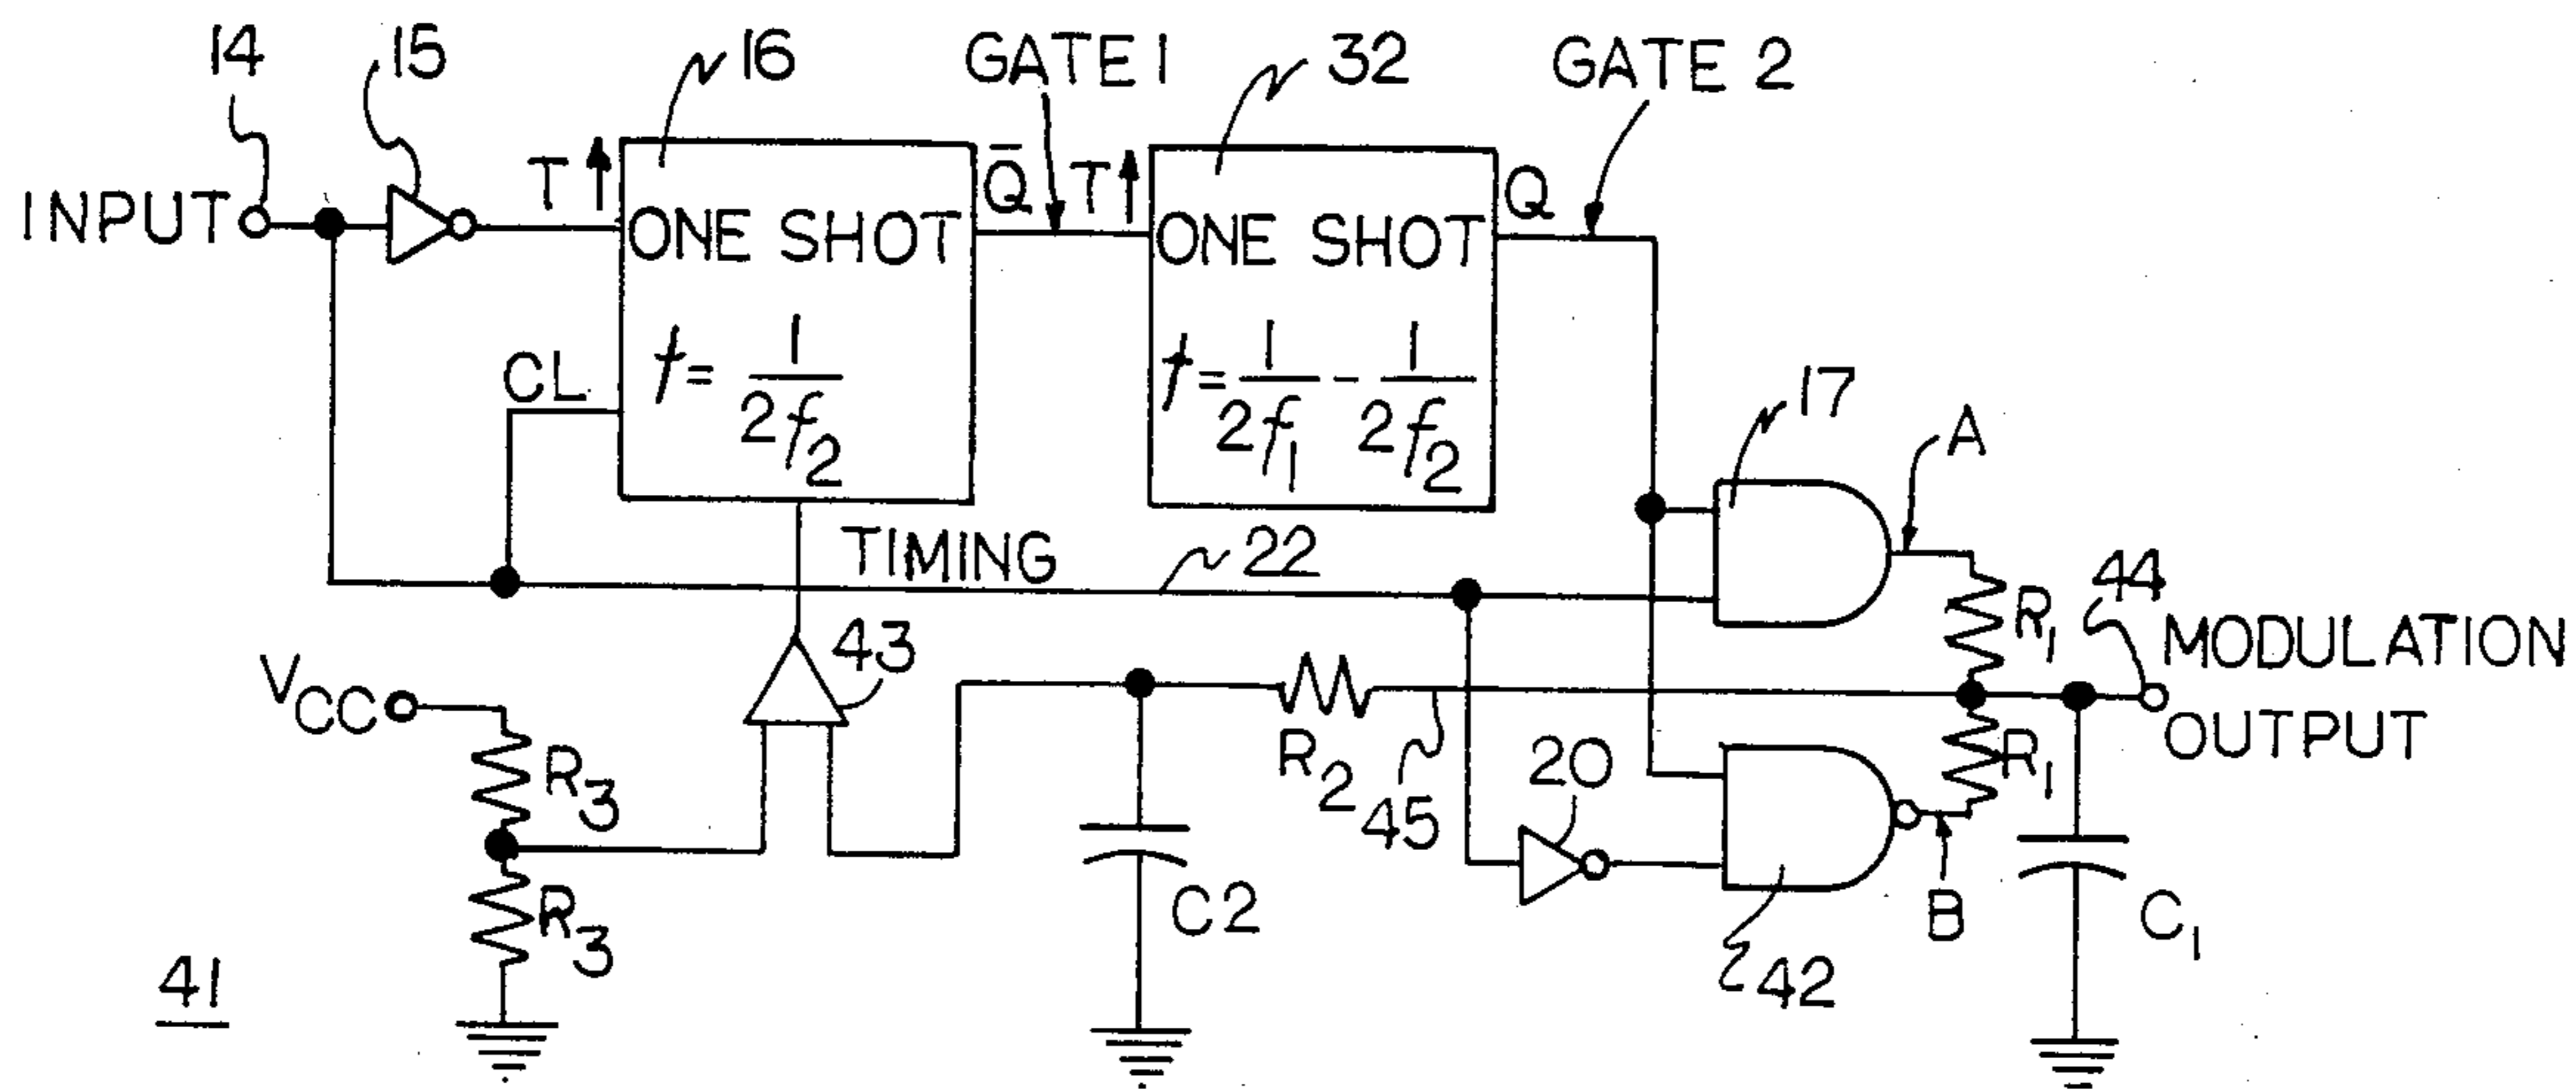 14
15
16
GATE 1
32
GATE 2
INPUT
T
ONE SHOT
t = 1/2f₂
CL
Q̄
T
ONE SHOT
t = 1/2f₁ - 1/2f₂
Q
17
A
TIMING
22
43
V_CC
R₃
R₃
41
R₂
45
C2
20
42
B
R₁
R₁
44
MODULATION
OUTPUT
C₁